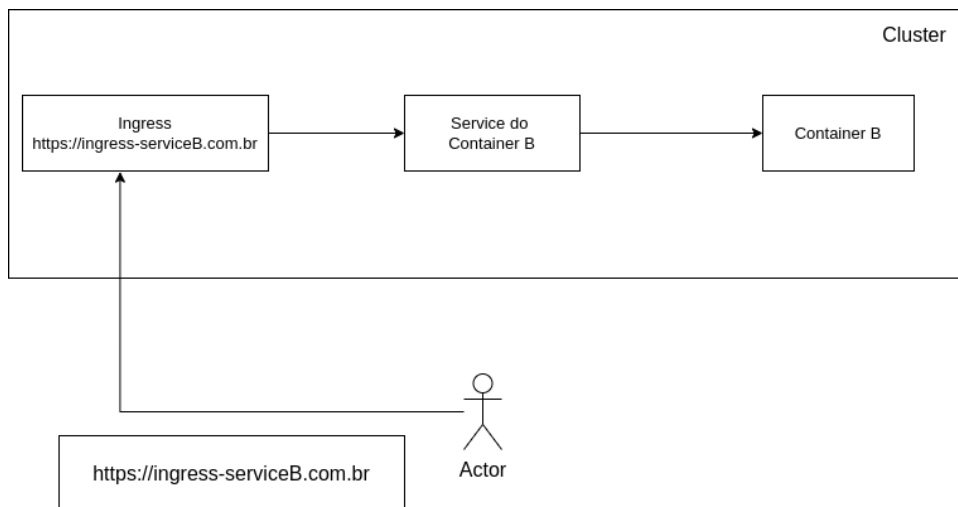 Cluster
Ingress
https://ingress-serviceB.com.br
Service do
Container B
Container B
Actor
https://ingress-serviceB.com.br